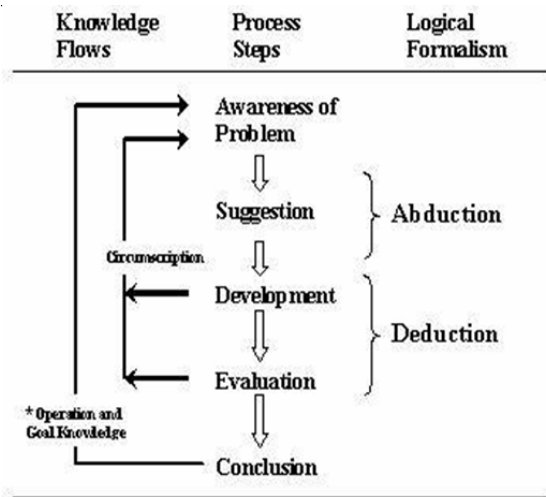 Knowledge Flows
Process Steps
Logical Formalism
Awareness of
Problem
Suggestion
Abduction
Circumscription
Development
Deduction
Evaluation
* Operation and
Goal Knowledge
Conclusion